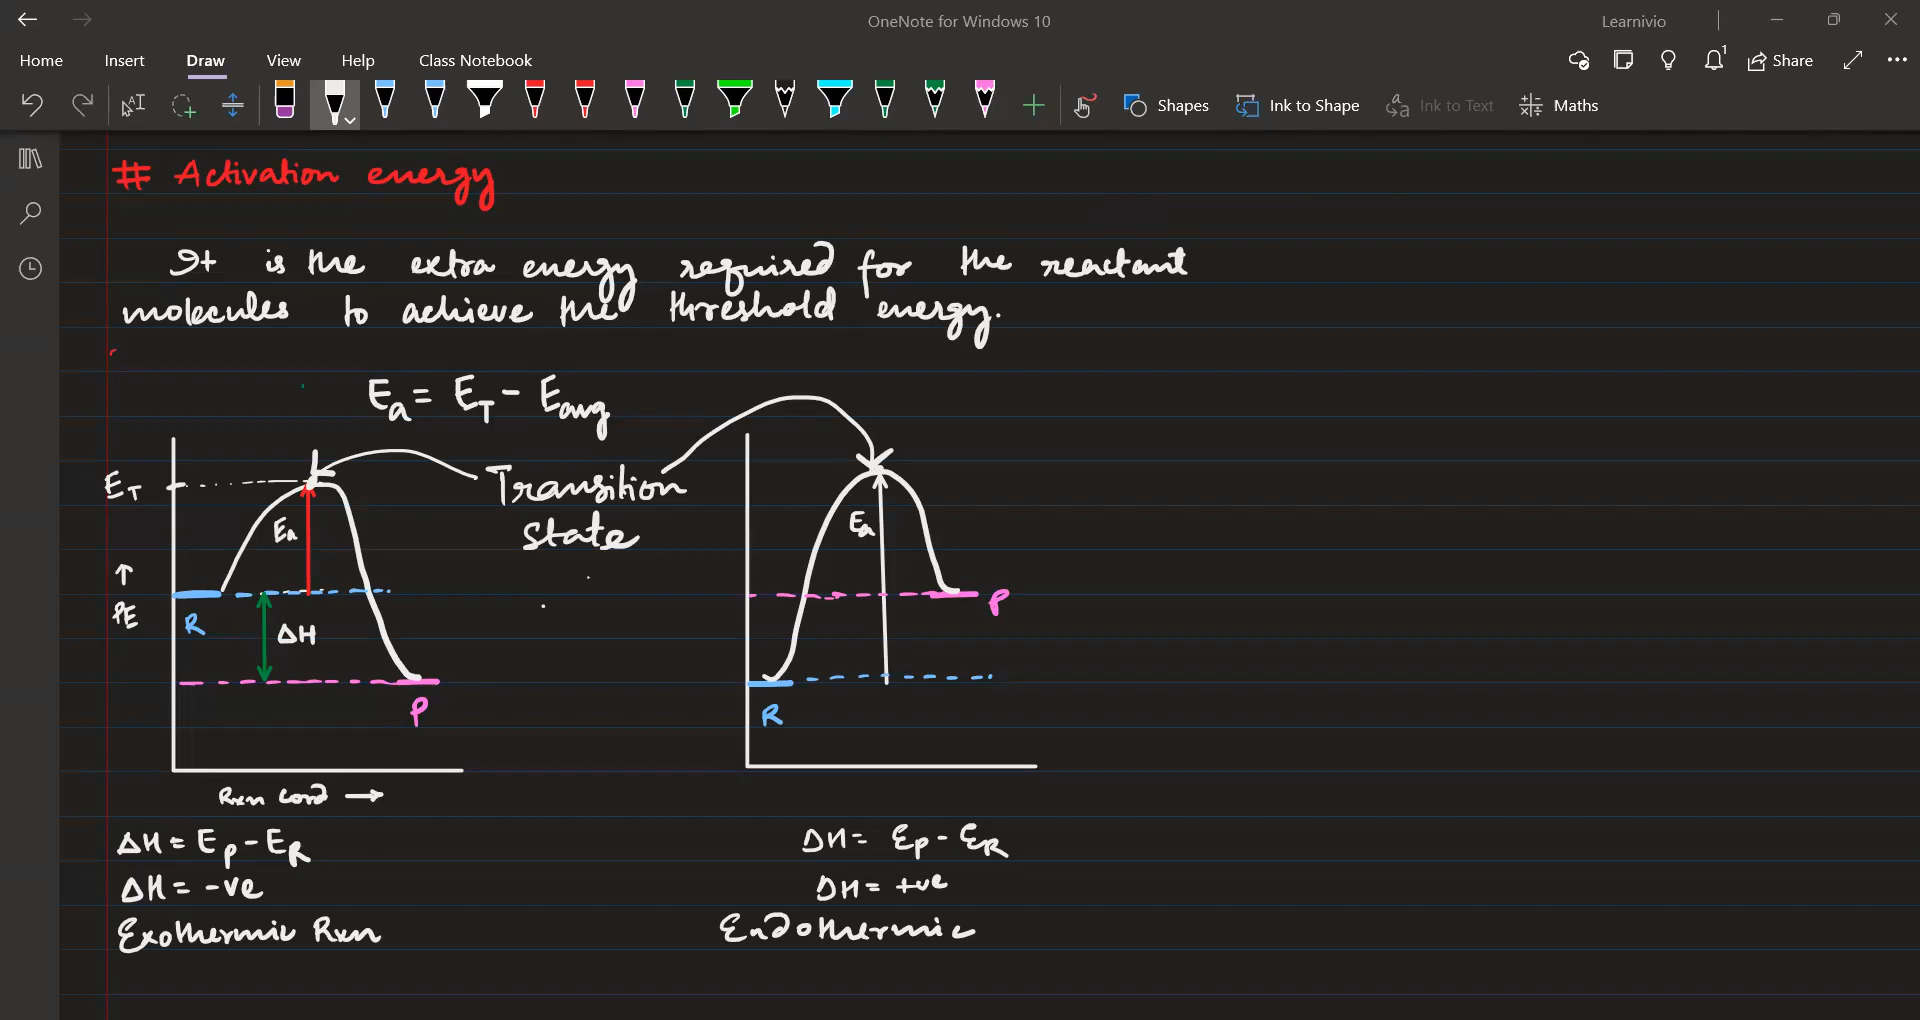 OneNote for Windows 10
Learnivio
Home Insert Draw View Help Class Notebook
1 Share
Shapes Ink to Shape Ink to Text Maths
# Activation energy
It is the extra energy required for the reactant
molecules to achieve the threshold energy.
Ea = ET - Eavg
ET
Transition
state
Ea
Ea
↑
PE
R
ΔH
P
P
R
Rxn Cord →
ΔH = Ep - ER
ΔH = -ve
Exothermic Rxn
ΔH = Ep - ER
ΔH = +ve
Endothermic